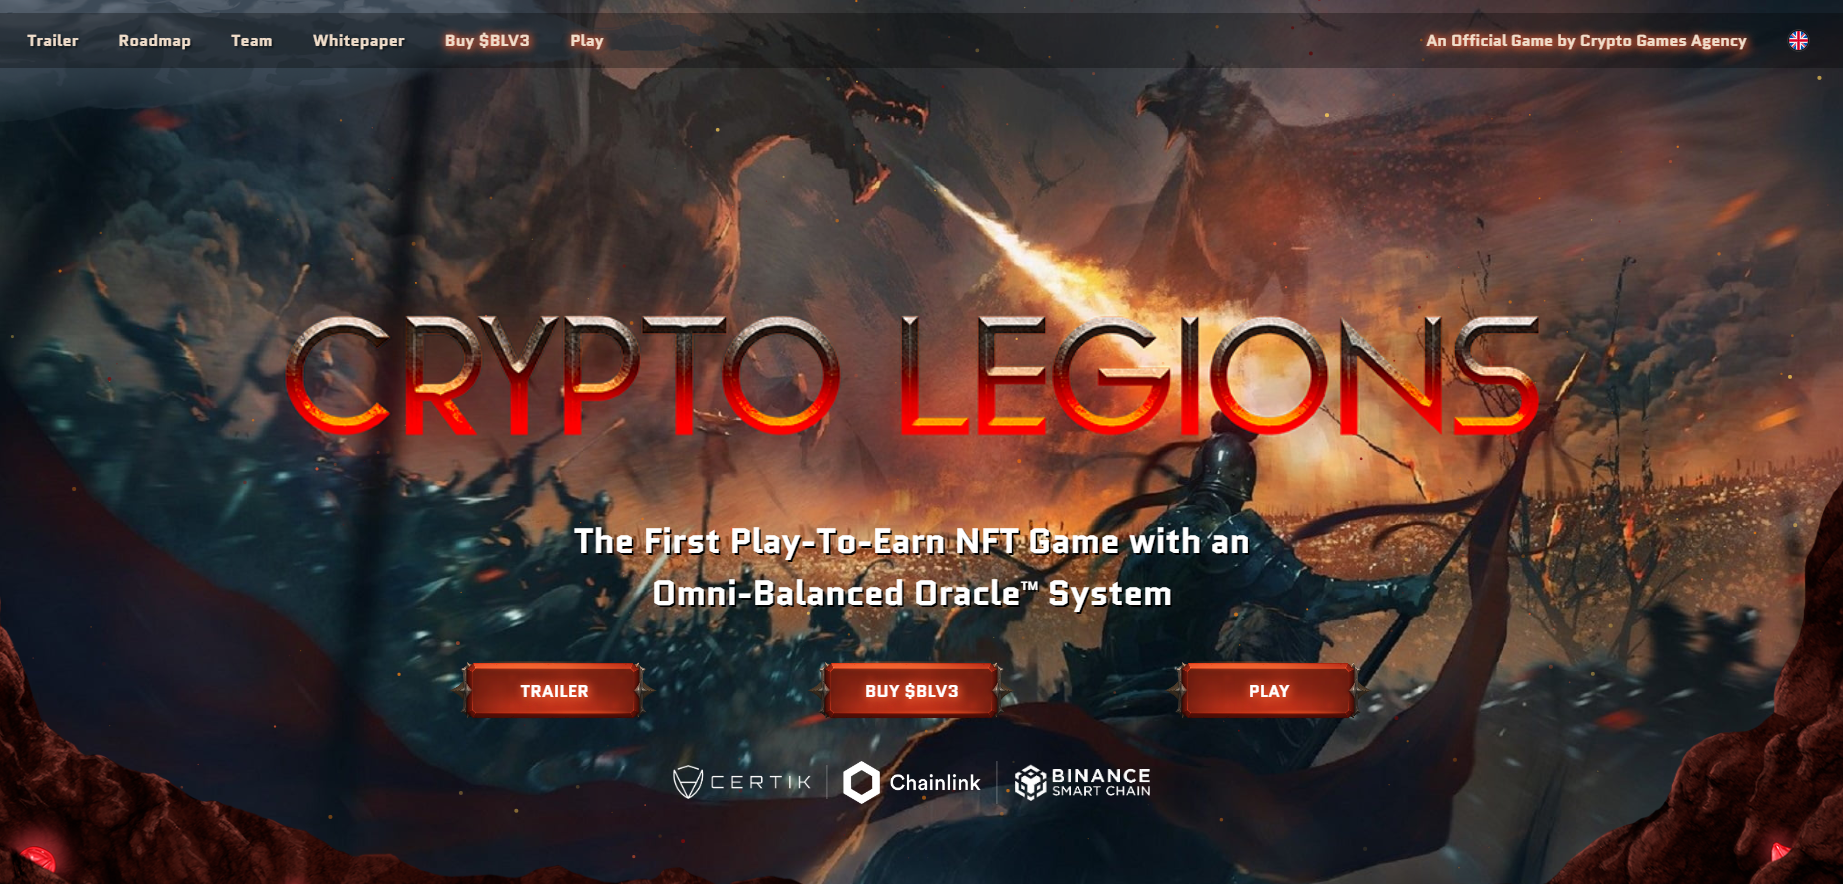 Trailer Roadmap Team Whitepaper Buy $BLV3 Play An Official Game by Crypto Games Agency
CRYPTO LEGIONS
The First Play-To-Earn NFT Game with an
Omni-Balanced Oracle™ System
TRAILER BUY $BLV3 PLAY
CERTIK Chainlink BINANCE
SMART CHAIN